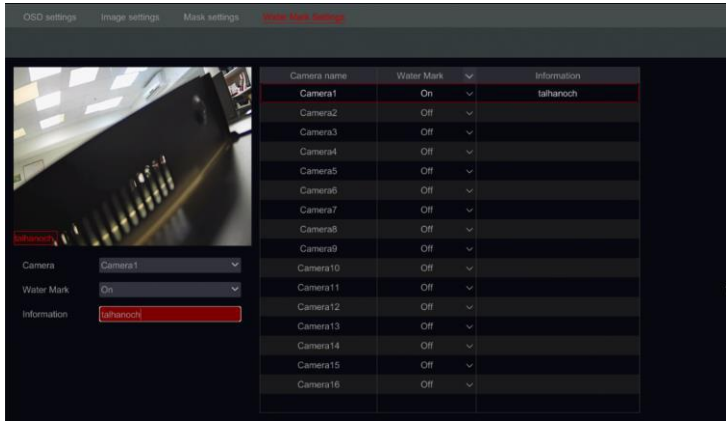 OSD settings Image settings Mask settings Water Mark Settings
Camera name Water Mark Information
Camera1 On talhanoch
Camera2 Off
Camera3 Off
Camera4 Off
Camera5 Off
Camera6 Off
Camera7 Off
Camera8 Off
talhanoch
Camera9 Off
Camera Camera1
Camera10 Off
Water Mark On
Camera11 Off
Information talhanoch
Camera12 Off
Camera13 Off
Camera14 Off
Camera15 Off
Camera16 Off